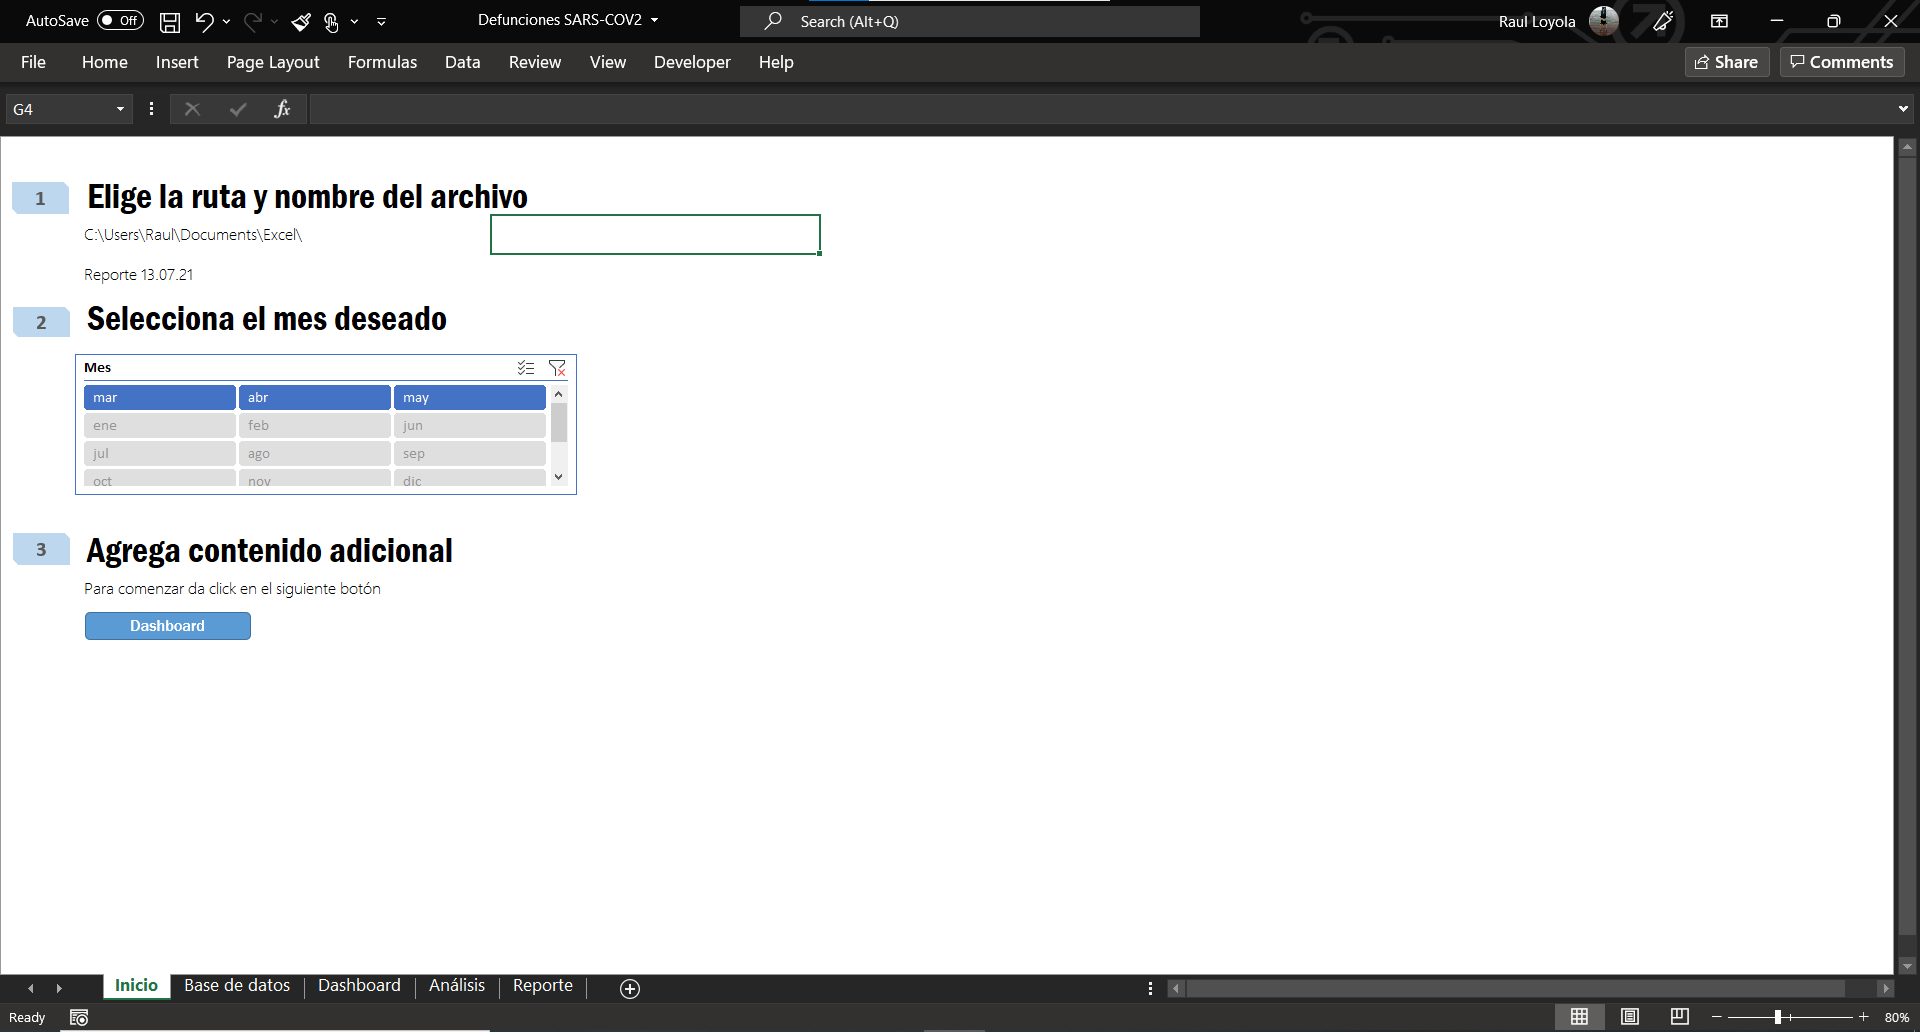 AutoSave Off Defunciones SARS-COV2 Search (Alt+Q) Raul Loyola
File Home Insert Page Layout Formulas Data Review View Developer Help Share Comments
G4 fx
1 Elige la ruta y nombre del archivo
C:\Users\Raul\Documents\Excel\
Reporte 13.07.21
2 Selecciona el mes deseado
Mes
mar abr may
ene feb jun
jul ago sep
oct nov dic
3 Agrega contenido adicional
Para comenzar da click en el siguiente botón
Dashboard
Inicio Base de datos Dashboard Análisis Reporte
Ready 80%